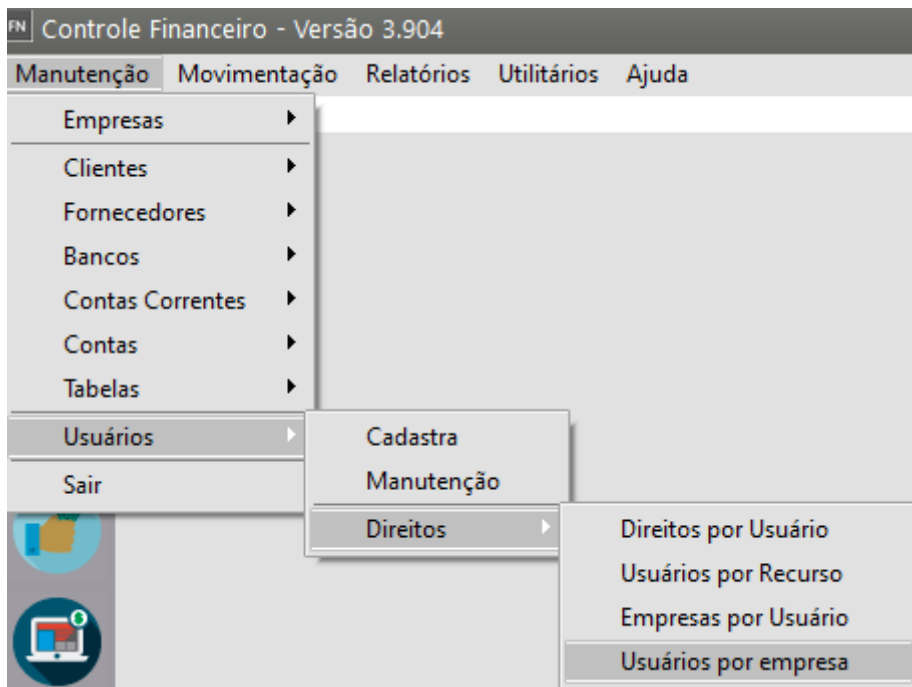 FN Controle Financeiro - Versão 3.904
Manutenção Movimentação Relatórios Utilitários Ajuda
Empresas
Clientes
Fornecedores
Bancos
Contas Correntes
Contas
Tabelas
Usuários
Sair
Cadastra
Manutenção
Direitos
Direitos por Usuário
Usuários por Recurso
Empresas por Usuário
Usuários por empresa